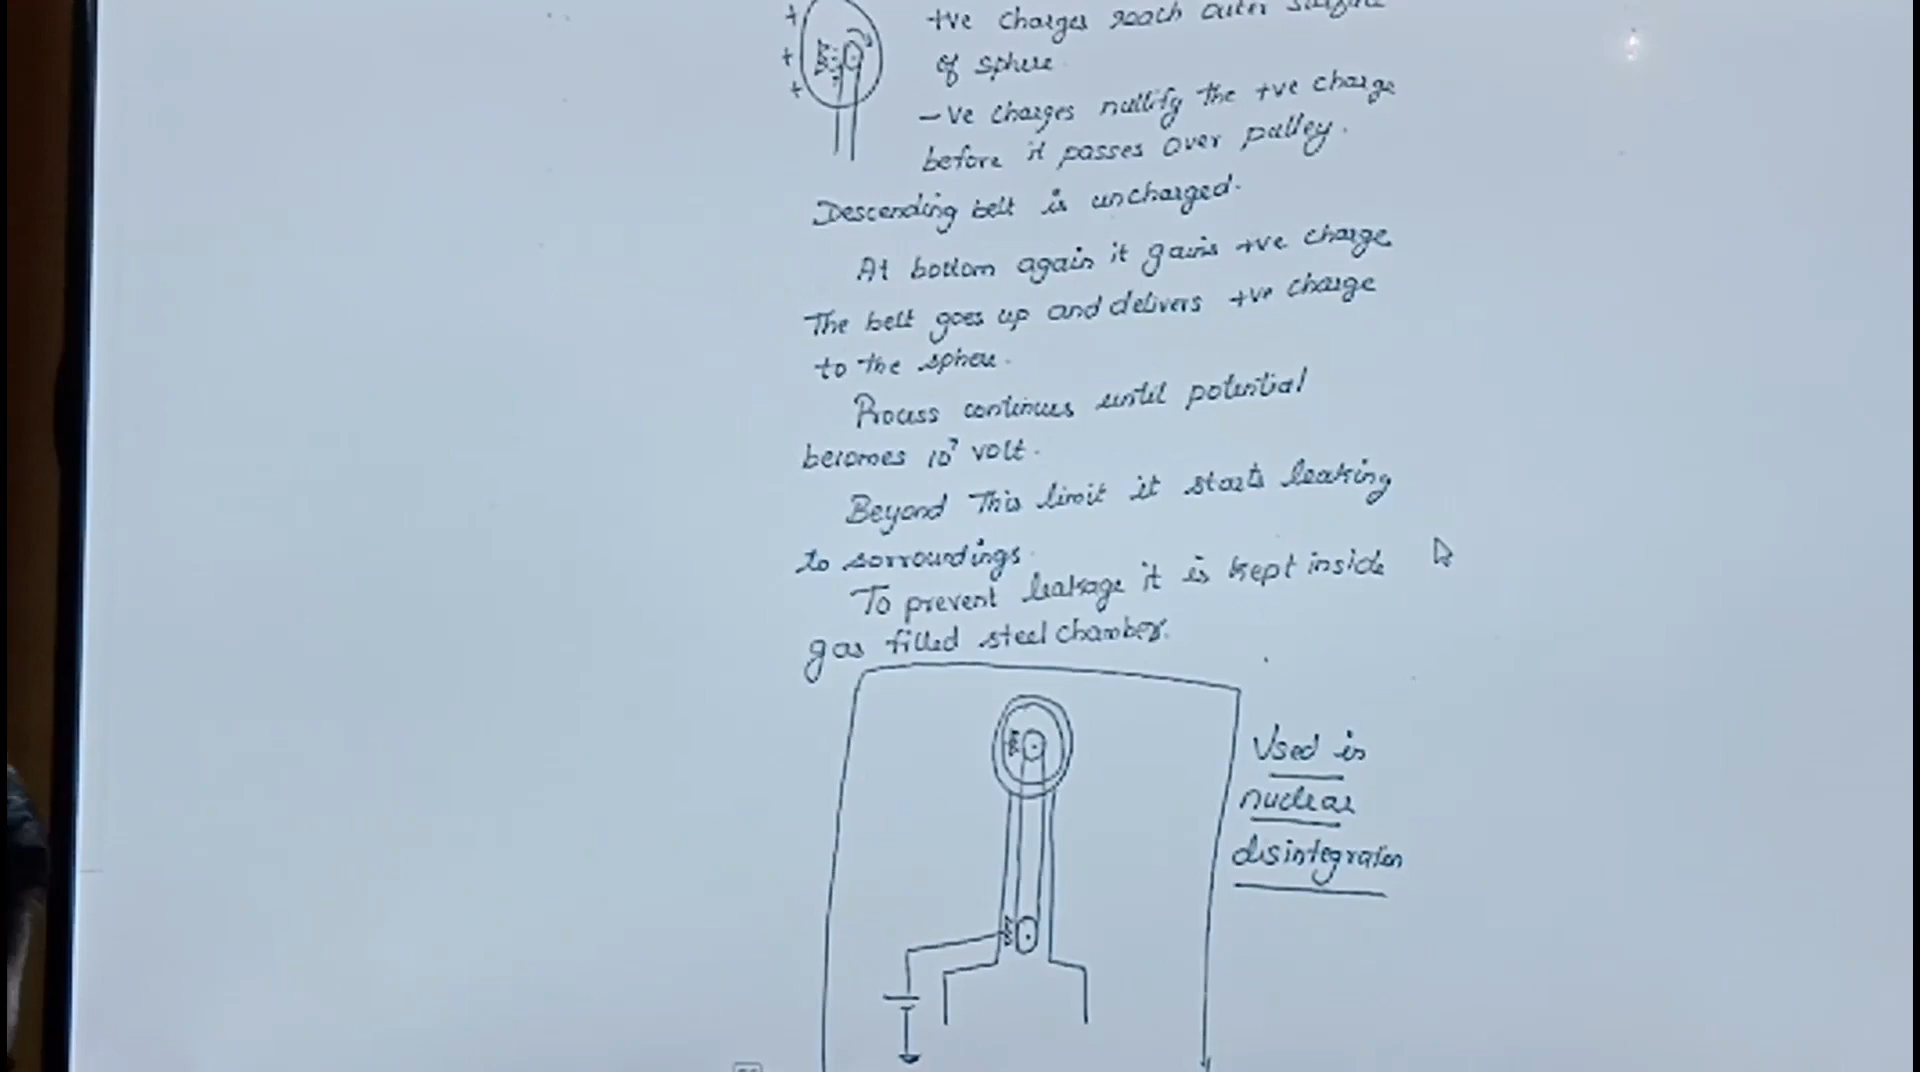 + +ve charges reach outer surface
+ of sphere
+ -ve charges nullify the +ve charge
before it passes over pulley.
Descending belt is uncharged.
At bottom again it gains +ve charge
The belt goes up and delivers +ve charge
to the sphere.
Process continues until potential
becomes 10⁷ volt.
Beyond This limit it starts leaking
to sorroundings.
To prevent leakage it is kept inside
gas filled steel chamber.
Used in
nuclear
disintegration